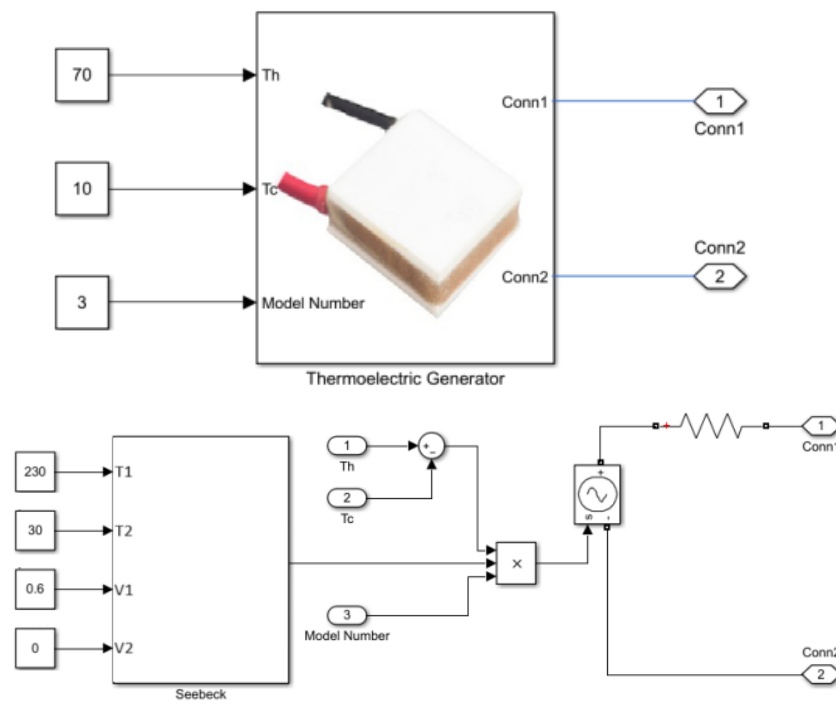 70
Th
Conn1
1
Conn1
10
Tc
Conn2
Conn2
2
3
Model Number
Thermoelectric Generator
230
T1
30
T2
0.6
V1
0
V2
Seebeck
1
Th
+
−
2
Tc
3
Model Number
×
+
S
-
+
1
Conn1
Conn2
2